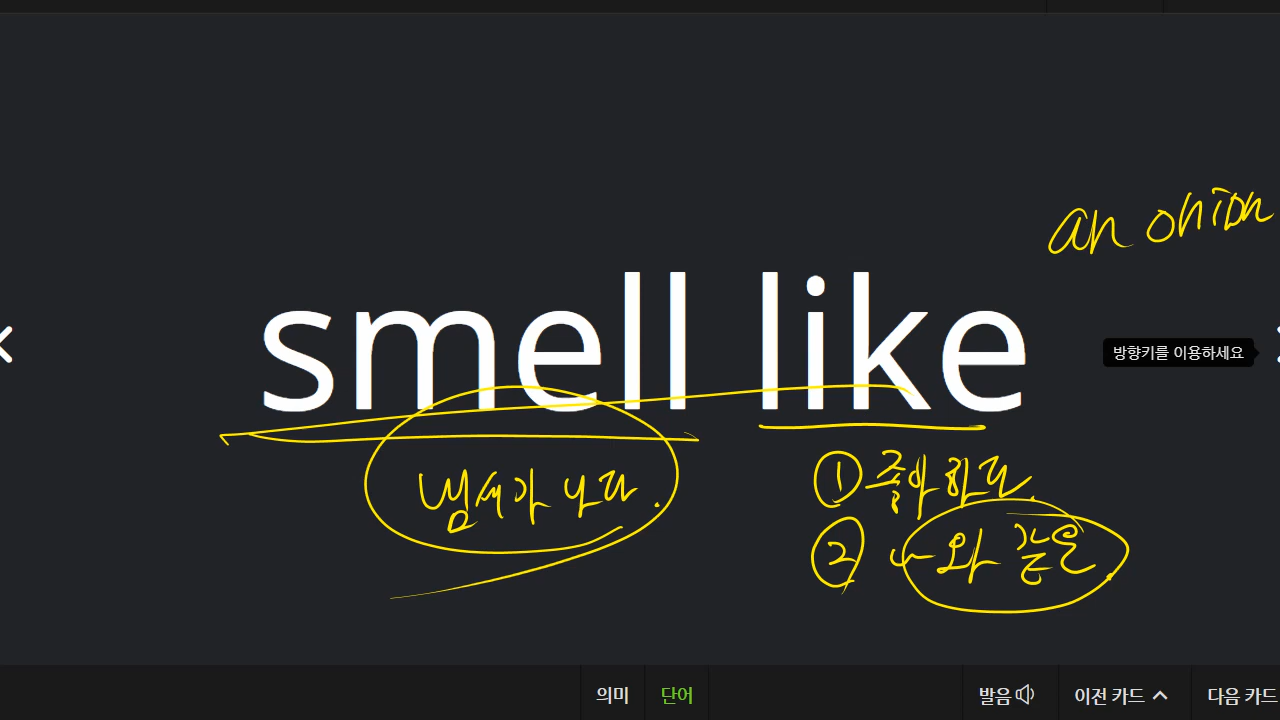 an onion
smell like
방향키를 이용하세요
냄새가 나다.
① 좋아하다.
② ~와 같은
의미 단어 발음 이전 카드 다음 카드